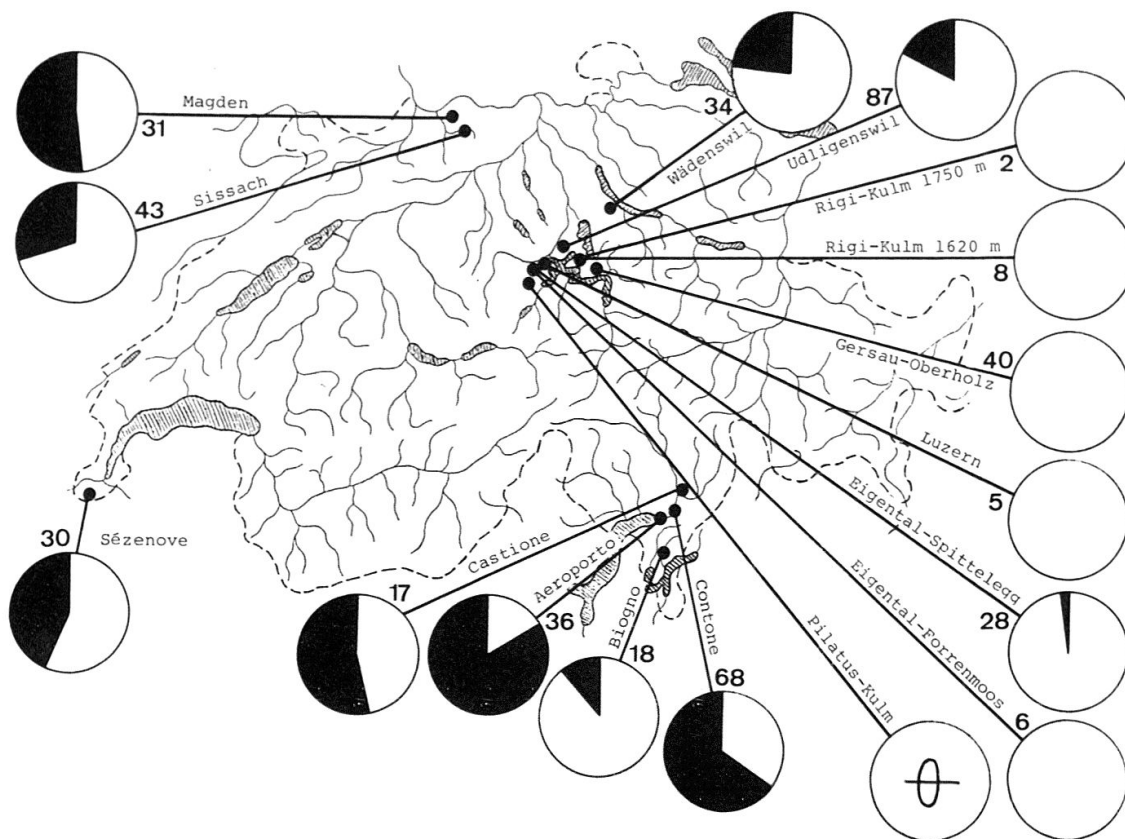 Magden
31
Sissach
43
34
Wädenswil
87
Udligenswil
Rigi-Kulm 1750 m
2
Rigi-Kulm 1620 m
8
Gersau-Oberholz
40
Luzern
5
Eigental-Spittelegg
28
Eigental-Forrenmoos
6
Pilatus-Kulm
0
Contone
68
Biogno
18
Aeroporto
36
Castione
17
30
Sézenove